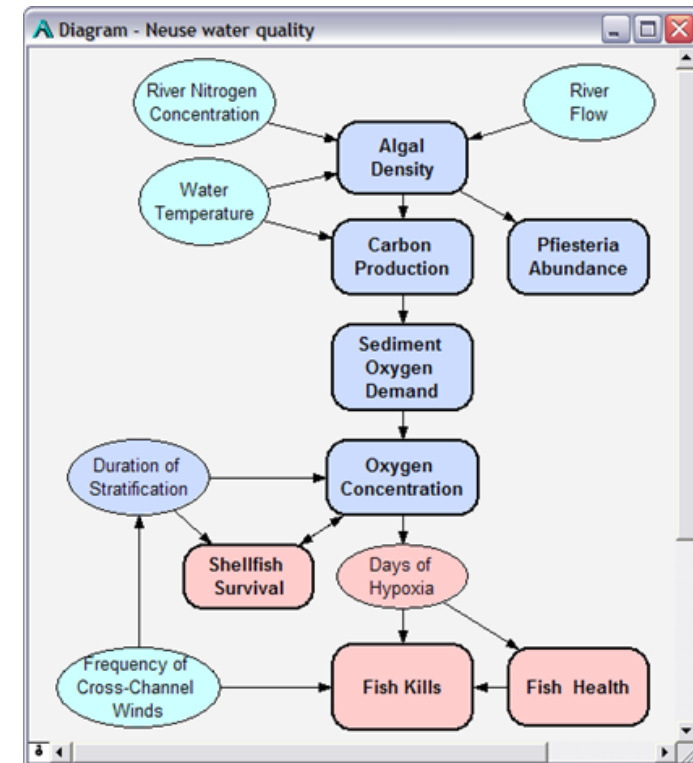 Diagram - Neuse water quality
River Nitrogen
Concentration
River
Flow
Algal
Density
Water
Temperature
Carbon
Production
Pfiesteria
Abundance
Sediment
Oxygen
Demand
Duration of
Stratification
Oxygen
Concentration
Shellfish
Survival
Days of
Hypoxia
Frequency of
Cross-Channel
Winds
Fish Kills
Fish Health